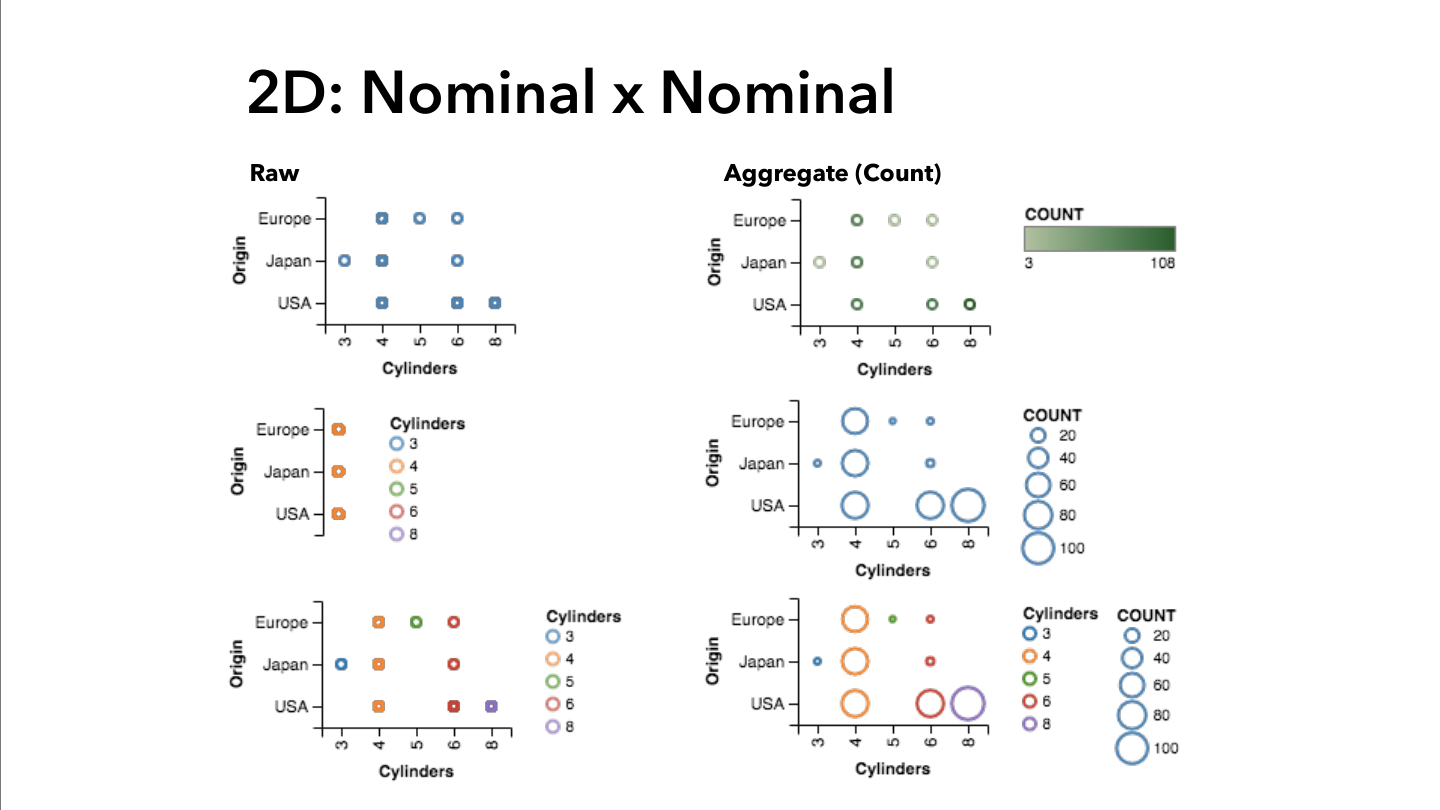 2D: Nominal x Nominal
Raw
Origin
Europe
Japan
USA
3 4 5 6 8
Cylinders
Origin
Europe
Japan
USA
Cylinders
3
4
5
6
8
Origin
Europe
Japan
USA
3 4 5 6 8
Cylinders
Cylinders
3
4
5
6
8
Aggregate (Count)
Origin
Europe
Japan
USA
3 4 5 6 8
Cylinders
COUNT
3 108
Origin
Europe
Japan
USA
3 4 5 6 8
Cylinders
COUNT
20
40
60
80
100
Origin
Europe
Japan
USA
3 4 5 6 8
Cylinders
Cylinders
3
4
5
6
8
COUNT
20
40
60
80
100